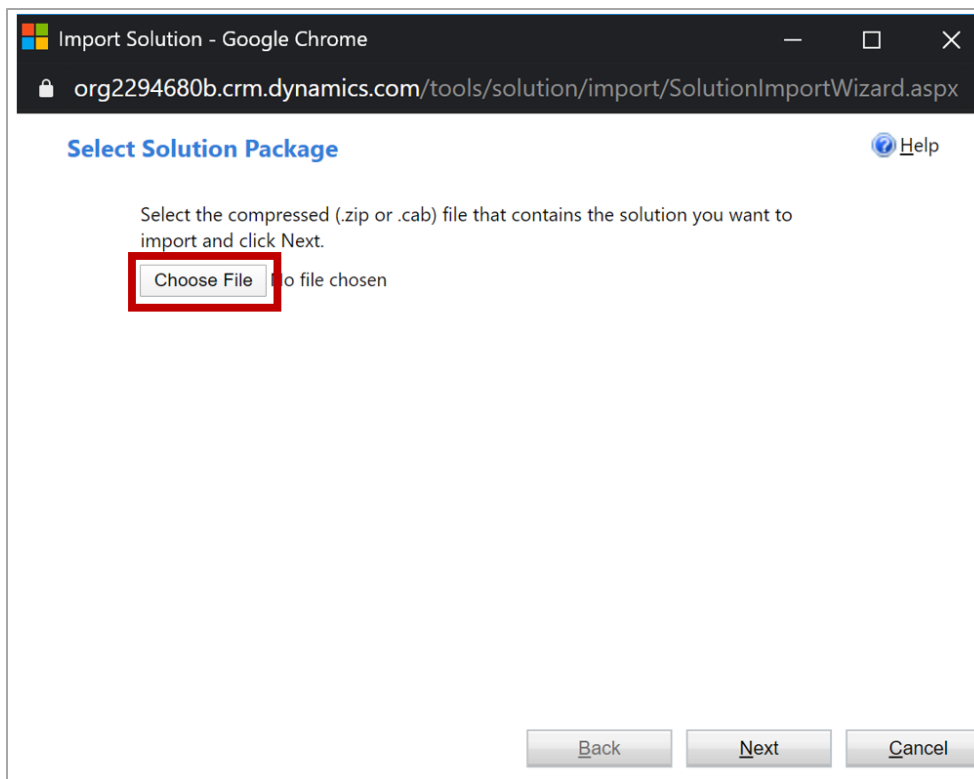 Import Solution - Google Chrome
org2294680b.crm.dynamics.com/tools/solution/import/SolutionImportWizard.aspx
Select Solution Package
Help
Select the compressed (.zip or .cab) file that contains the solution you want to
import and click Next.
Choose File No file chosen
Back Next Cancel